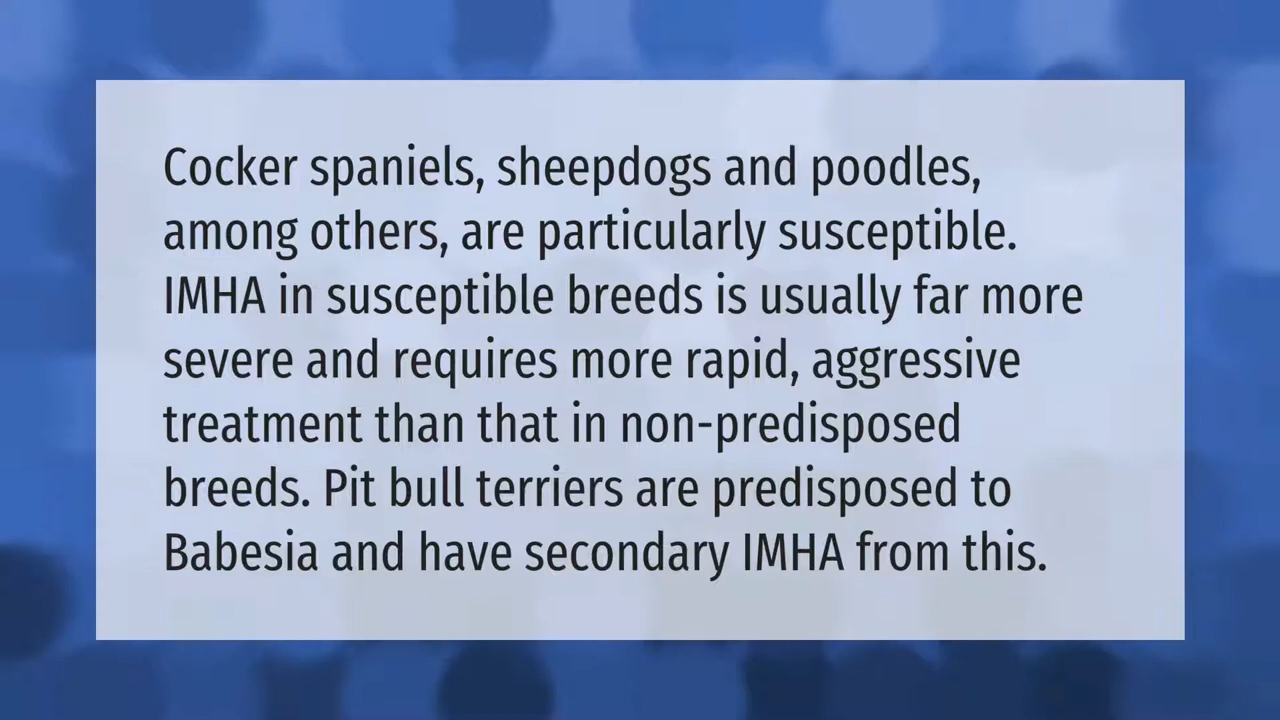 Cocker spaniels, sheepdogs and poodles,
among others, are particularly susceptible.
IMHA in susceptible breeds is usually far more
severe and requires more rapid, aggressive
treatment than that in non-predisposed
breeds. Pit bull terriers are predisposed to
Babesia and have secondary IMHA from this.